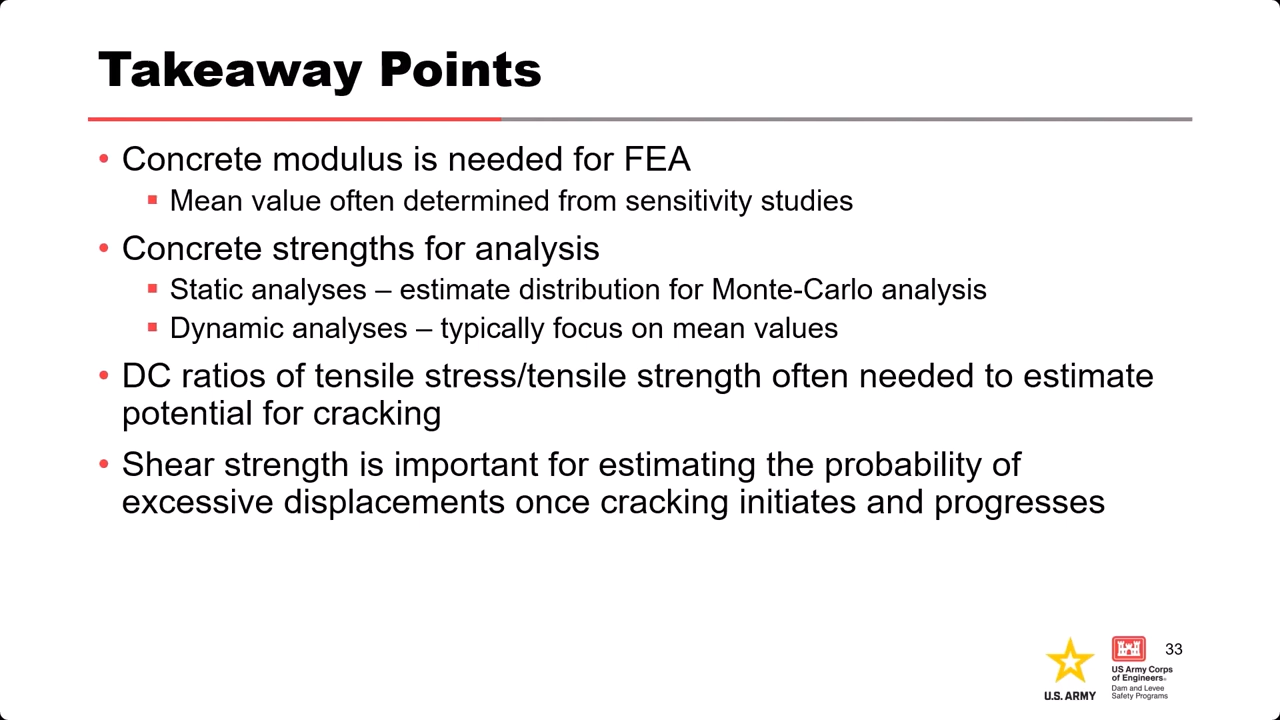 Takeaway Points
• Concrete modulus is needed for FEA
▪ Mean value often determined from sensitivity studies
• Concrete strengths for analysis
▪ Static analyses – estimate distribution for Monte-Carlo analysis
▪ Dynamic analyses – typically focus on mean values
• DC ratios of tensile stress/tensile strength often needed to estimate
potential for cracking
• Shear strength is important for estimating the probability of
excessive displacements once cracking initiates and progresses
33
U.S. ARMY
US Army Corps
of Engineers®
Dam and Levee
Safety Programs